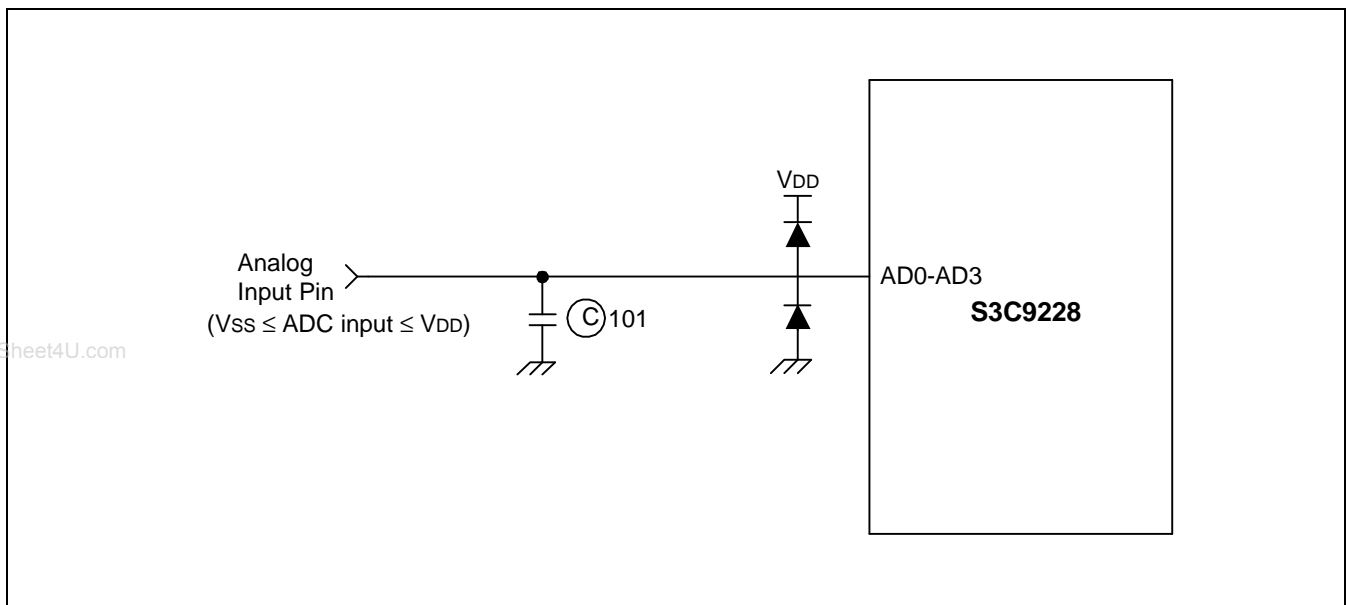 VDD
Analog
Input Pin
(VSS ≤ ADC input ≤ VDD)
C 101
AD0-AD3
S3C9228
Sheet4U.com